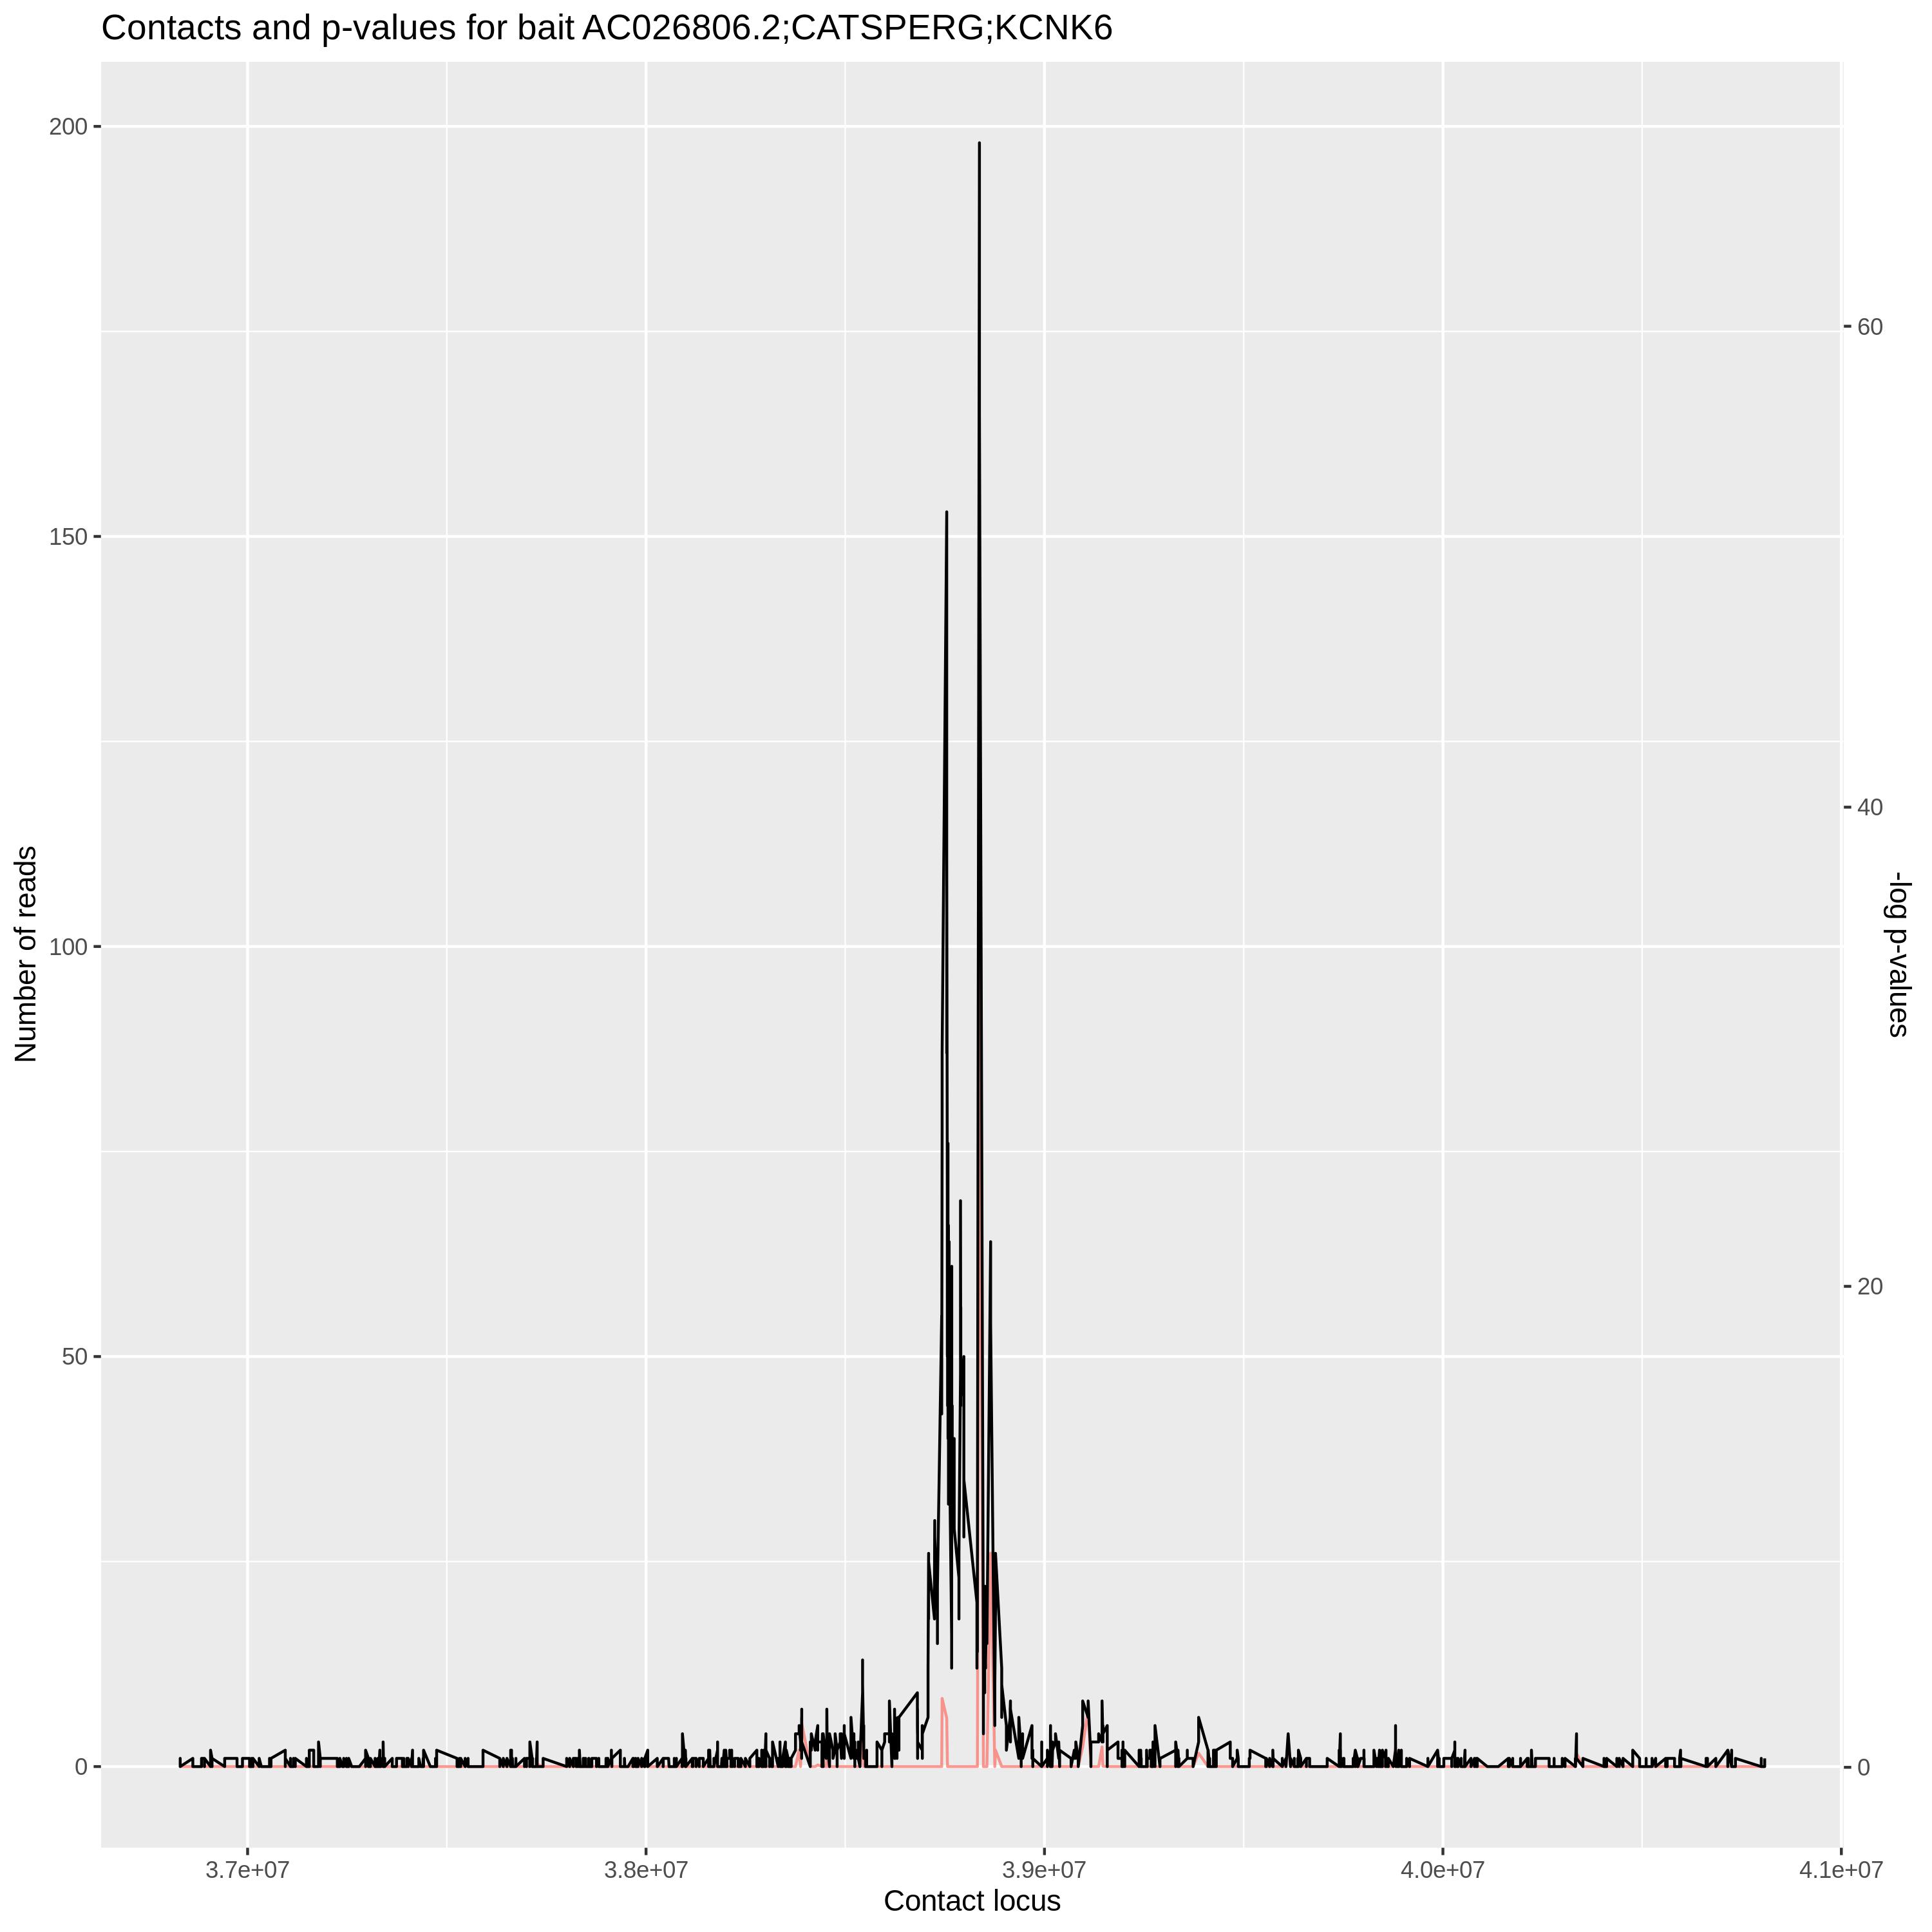 Contacts and p-values for bait AC026806.2;CATSPERG;KCNK6
200
150
100
50
0
Number of reads
60
40
20
0
-log p-values
3.7e+07
3.8e+07
3.9e+07
4.0e+07
4.1e+07
Contact locus